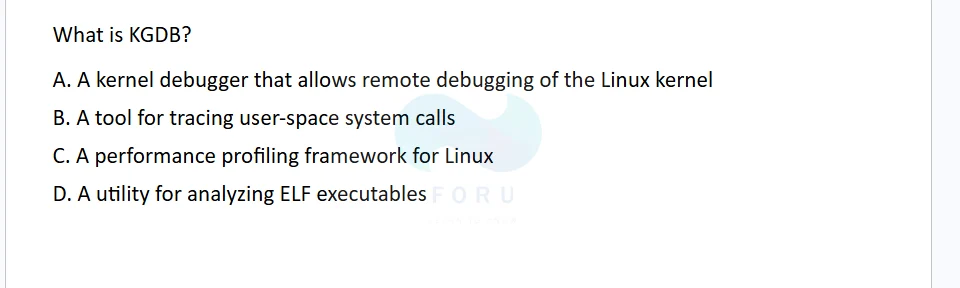 What is KGDB?
A. A kernel debugger that allows remote debugging of the Linux kernel
B. A tool for tracing user-space system calls
C. A performance profiling framework for Linux
D. A utility for analyzing ELF executables
FORU